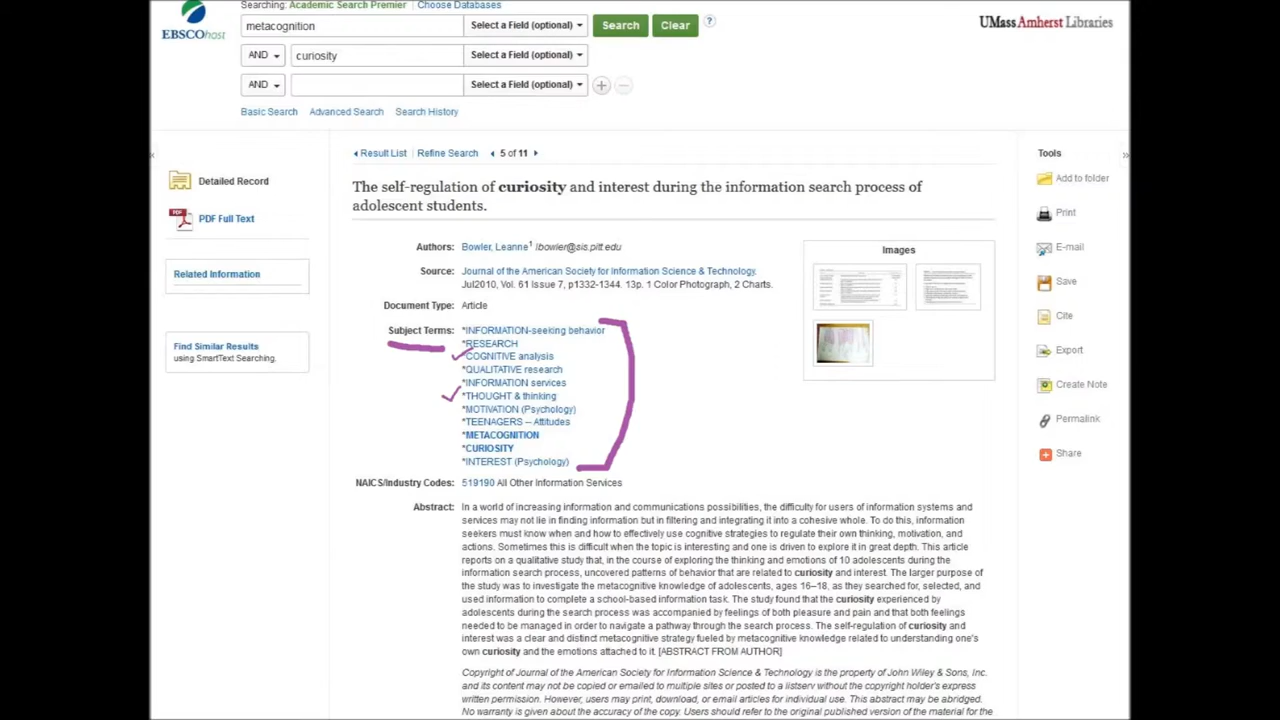 Searching: Academic Search Premier Choose Databases
metacognition Select a Field (optional) Search Clear ?
AND curiosity Select a Field (optional)
AND Select a Field (optional)
Basic Search Advanced Search Search History
EBSCOhost
UMassAmherst Libraries
Detailed Record
PDF Full Text
Related Information
Find Similar Results
using SmartText Searching.
Result List Refine Search 5 of 11
The self-regulation of curiosity and interest during the information search process of
adolescent students.
Authors: Bowler, Leanne1 lbowler@sis.pitt.edu
Source: Journal of the American Society for Information Science & Technology.
Jul2010, Vol. 61 Issue 7, p1332-1344. 13p. 1 Color Photograph, 2 Charts.
Document Type: Article
Subject Terms: *INFORMATION-seeking behavior
*RESEARCH
*COGNITIVE analysis
*QUALITATIVE research
*INFORMATION services
*THOUGHT & thinking
*MOTIVATION (Psychology)
*TEENAGERS -- Attitudes
*METACOGNITION
*CURIOSITY
*INTEREST (Psychology)
NAICS/Industry Codes: 519190 All Other Information Services
Abstract: In a world of increasing information and communications possibilities, the difficulty for users of information systems and
services may not lie in finding information but in filtering and integrating it into a cohesive whole. To do this, information
seekers must know when and how to effectively use cognitive strategies to regulate their own thinking, motivation, and
actions. Sometimes this is difficult when the topic is interesting and one is driven to explore it in great depth. This article
reports on a qualitative study that, in the course of exploring the thinking and emotions of 10 adolescents during the
information search process, uncovered patterns of behavior that are related to curiosity and interest. The larger purpose of
the study was to investigate the metacognitive knowledge of adolescents, ages 16–18, as they searched for, selected, and
used information to complete a school-based information task. The study found that the curiosity experienced by
adolescents during the search process was accompanied by feelings of both pleasure and pain and that both feelings
needed to be managed in order to navigate a pathway through the search process. The self-regulation of curiosity and
interest was a clear and distinct metacognitive strategy fueled by metacognitive knowledge related to understanding one's
own curiosity and the emotions attached to it. [ABSTRACT FROM AUTHOR]
Copyright of Journal of the American Society for Information Science & Technology is the property of John Wiley & Sons, Inc.
and its content may not be copied or emailed to multiple sites or posted to a listserv without the copyright holder's express
written permission. However, users may print, download, or email articles for individual use. This abstract may be abridged.
No warranty is given about the accuracy of the copy. Users should refer to the original published version of the material for the
Images
Tools
Add to folder
Print
E-mail
Save
Cite
Export
Create Note
Permalink
Share